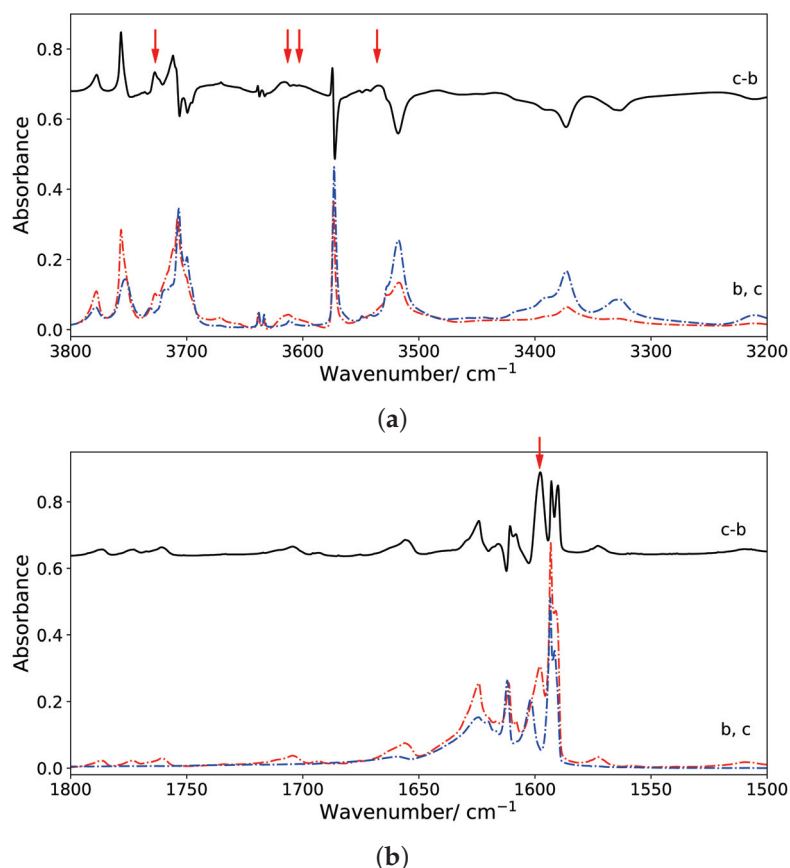 0.8
0.6
0.4
0.2
0.0
Absorbance
c-b
b, c
3800 3700 3600 3500 3400 3300 3200
Wavenumber/ cm⁻¹
(a)
0.8
0.6
0.4
0.2
0.0
Absorbance
c-b
b, c
1800 1750 1700 1650 1600 1550 1500
Wavenumber/ cm⁻¹
(b)